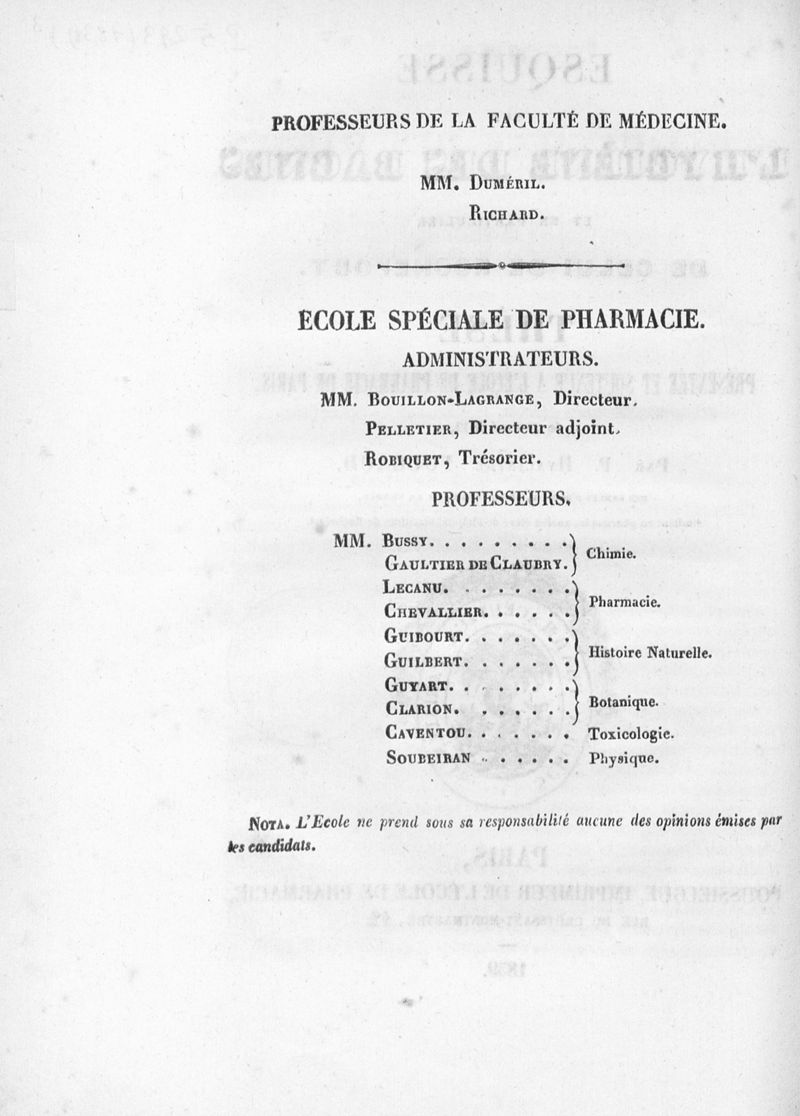 PROFESSEURS DE LA FACULTÉ DE MÉDECINE.
MM. DUMÉRIL.
RICHARD.
ECOLE SPÉCIALE DE PHARMACIE.
ADMINISTRATEURS.
MM. BOUILLON-LAGRANGE, Directeur.
PELLETIER, Directeur adjoint.
ROBIQUET, Trésorier.
PROFESSEURS.
MM. BUSSY. . . . . . . . . .
GAULTIER DE CLAUBRY. } Chimie.
LECANU. . . . . . . .
CHEVALLIER. . . . . . } Pharmacie.
GUIBOURT. . . . . . .
GUILBERT. . . . . . . } Histoire Naturelle.
GUYART. . . . . . . .
CLARION. . . . . . . } Botanique.
CAVENTOU. . . . . . . Toxicologie.
SOUBEIRAN . . . . . . Physique.
NOTA. L'Ecole ne prend sous sa responsabilité aucune des opinions émises par
les candidats.